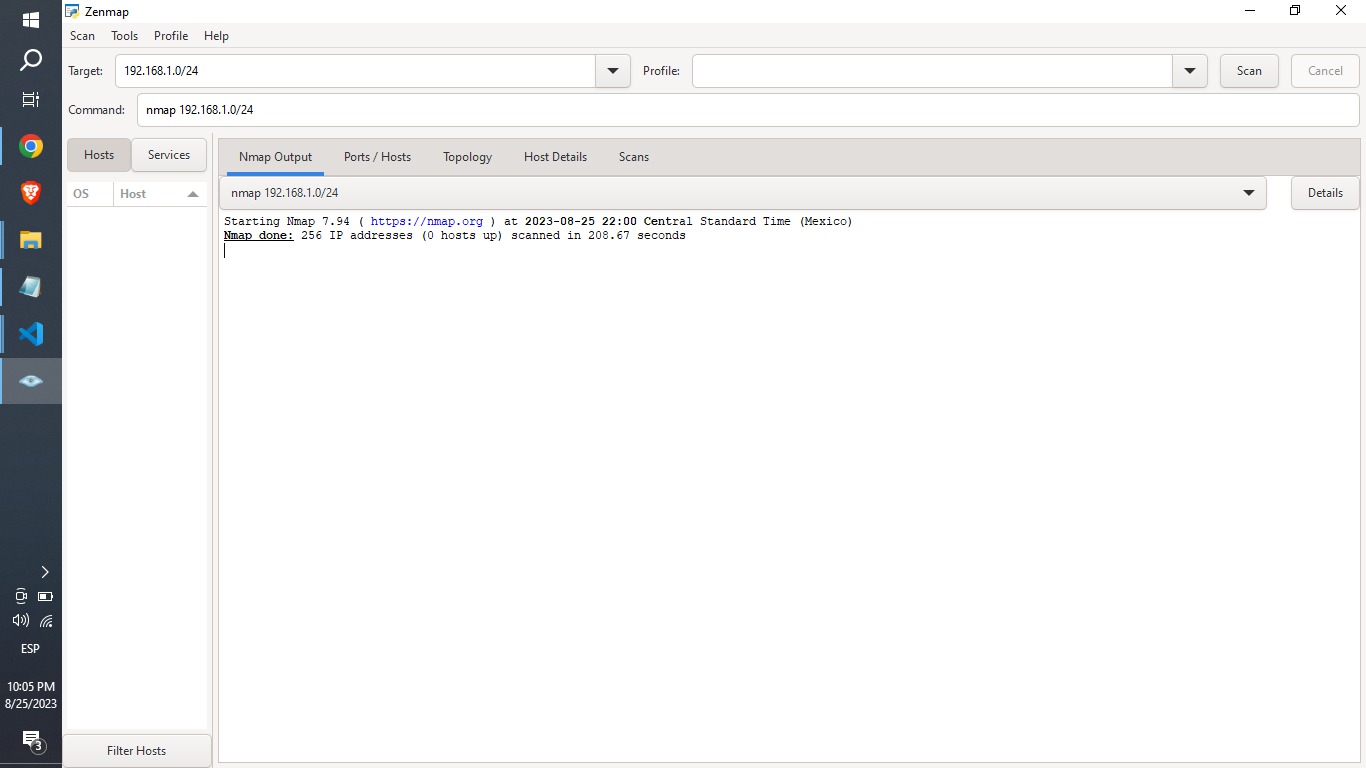 Zenmap
Scan Tools Profile Help
Target: 192.168.1.0/24 Profile: Scan Cancel
Command: nmap 192.168.1.0/24
Hosts Services
OS Host
Nmap Output Ports / Hosts Topology Host Details Scans
nmap 192.168.1.0/24 Details
Starting Nmap 7.94 ( https://nmap.org ) at 2023-08-25 22:00 Central Standard Time (Mexico)
Nmap done: 256 IP addresses (0 hosts up) scanned in 208.67 seconds
Filter Hosts
ESP
10:05 PM
8/25/2023
3